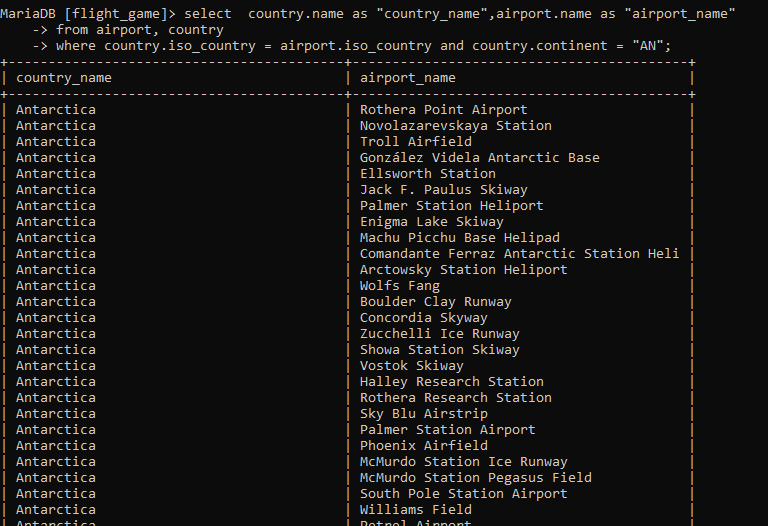 MariaDB [flight_game]> select  country.name as "country_name",airport.name as "airport_name"
    -> from airport, country
    -> where country.iso_country = airport.iso_country and country.continent = "AN";
+------------------------------------------+------------------------------------------+
| country_name                             | airport_name                             |
+------------------------------------------+------------------------------------------+
| Antarctica                               | Rothera Point Airport                    |
| Antarctica                               | Novolazarevskaya Station                 |
| Antarctica                               | Troll Airfield                           |
| Antarctica                               | González Videla Antarctic Base           |
| Antarctica                               | Ellsworth Station                        |
| Antarctica                               | Jack F. Paulus Skiway                    |
| Antarctica                               | Palmer Station Heliport                  |
| Antarctica                               | Enigma Lake Skiway                       |
| Antarctica                               | Machu Picchu Base Helipad                |
| Antarctica                               | Comandante Ferraz Antarctic Station Heli |
| Antarctica                               | Arctowsky Station Heliport               |
| Antarctica                               | Wolfs Fang                               |
| Antarctica                               | Boulder Clay Runway                      |
| Antarctica                               | Concordia Skyway                         |
| Antarctica                               | Zucchelli Ice Runway                     |
| Antarctica                               | Showa Station Skiway                     |
| Antarctica                               | Vostok Skiway                            |
| Antarctica                               | Halley Research Station                  |
| Antarctica                               | Rothera Research Station                 |
| Antarctica                               | Sky Blu Airstrip                         |
| Antarctica                               | Palmer Station Airport                   |
| Antarctica                               | Phoenix Airfield                         |
| Antarctica                               | McMurdo Station Ice Runway               |
| Antarctica                               | McMurdo Station Pegasus Field            |
| Antarctica                               | South Pole Station Airport               |
| Antarctica                               | Williams Field                           |
| Antarctica                               | Petrel Airport                           |